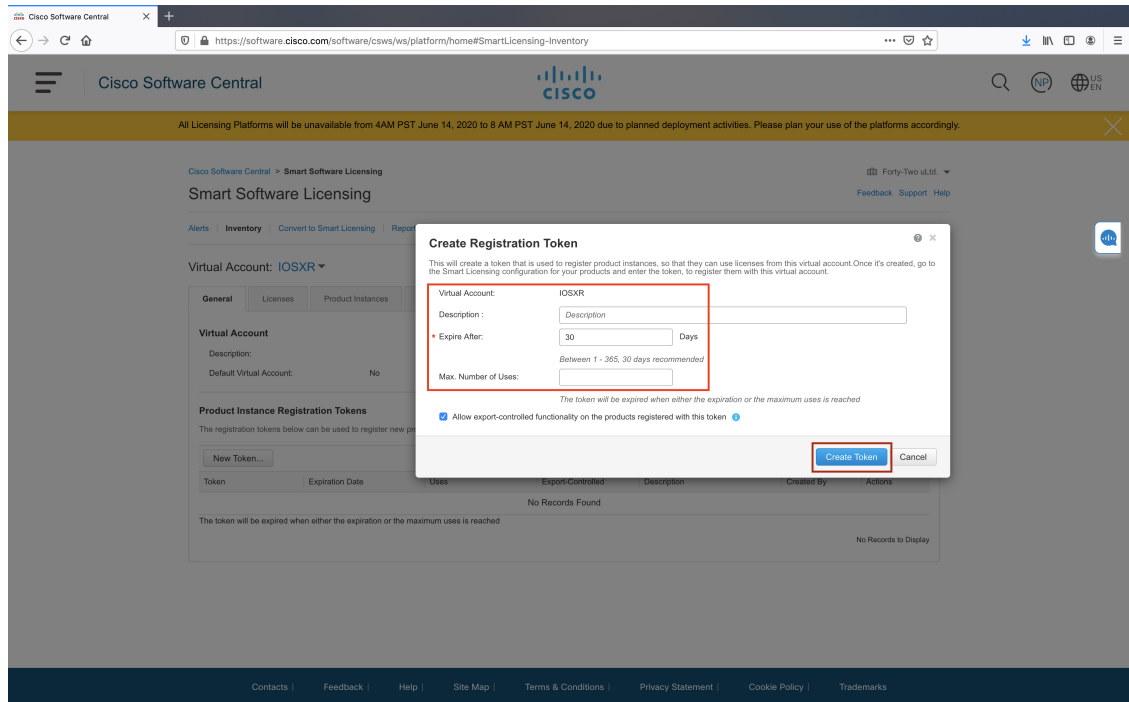 Cisco Software Central
https://software.cisco.com/software/csws/ws/platform/home#SmartLicensing-Inventory
Cisco Software Central
CISCO
NP
US
EN
All Licensing Platforms will be unavailable from 4AM PST June 14, 2020 to 8 AM PST June 14, 2020 due to planned deployment activities. Please plan your use of the platforms accordingly.
Cisco Software Central > Smart Software Licensing
Forty-Two uLtd.
Smart Software Licensing
Feedback Support Help
Alerts | Inventory | Convert to Smart Licensing | Repor
Virtual Account: IOSXR
General Licenses Product Instances
Virtual Account
Description:
Default Virtual Account: No
Product Instance Registration Tokens
The registration tokens below can be used to register new pr
New Token...
Create Registration Token
This will create a token that is used to register product instances, so that they can use licenses from this virtual account.Once it's created, go to
the Smart Licensing configuration for your products and enter the token, to register them with this virtual account.
Virtual Account: IOSXR
Description : Description
* Expire After: 30 Days
Between 1 - 365, 30 days recommended
Max. Number of Uses:
The token will be expired when either the expiration or the maximum uses is reached
Allow export-controlled functionality on the products registered with this token
Create Token Cancel
Token Expiration Date Uses Export-Controlled Description Created By Actions
No Records Found
The token will be expired when either the expiration or the maximum uses is reached
No Records to Display
Contacts | Feedback | Help | Site Map | Terms & Conditions | Privacy Statement | Cookie Policy | Trademarks